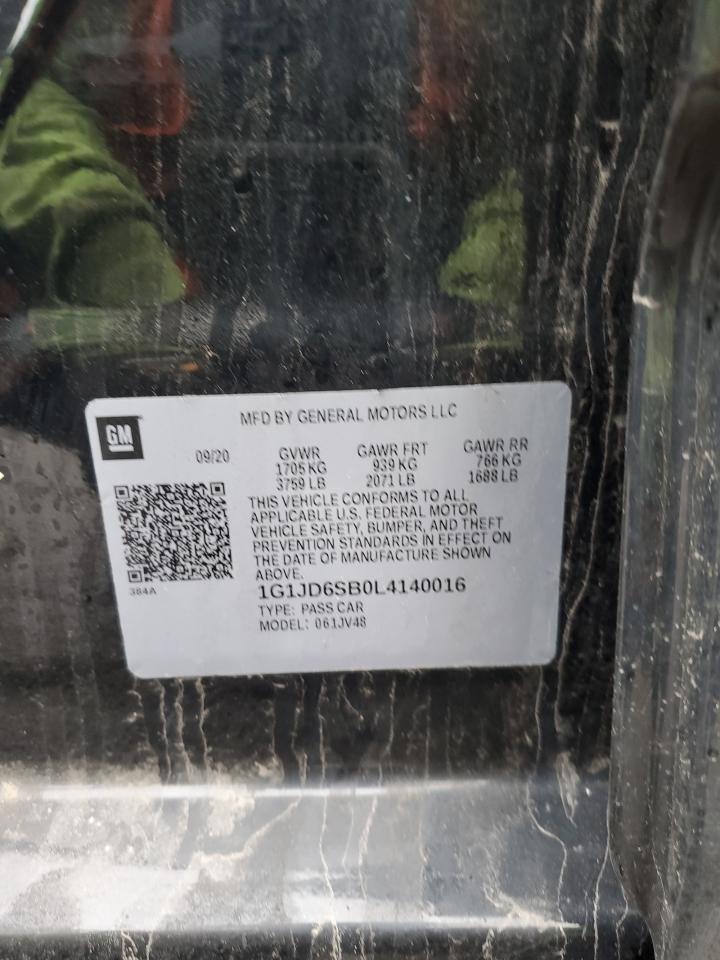 MFD BY GENERAL MOTORS LLC
GM
09/20 GVWR GAWR FRT GAWR RR
1705 KG 939 KG 766 KG
3759 LB 2071 LB 1688 LB
THIS VEHICLE CONFORMS TO ALL
APPLICABLE U.S. FEDERAL MOTOR
VEHICLE SAFETY, BUMPER, AND THEFT
PREVENTION STANDARDS IN EFFECT ON
THE DATE OF MANUFACTURE SHOWN
ABOVE.
384A
1G1JD6SB0L4140016
TYPE: PASS CAR
MODEL: 061JV48